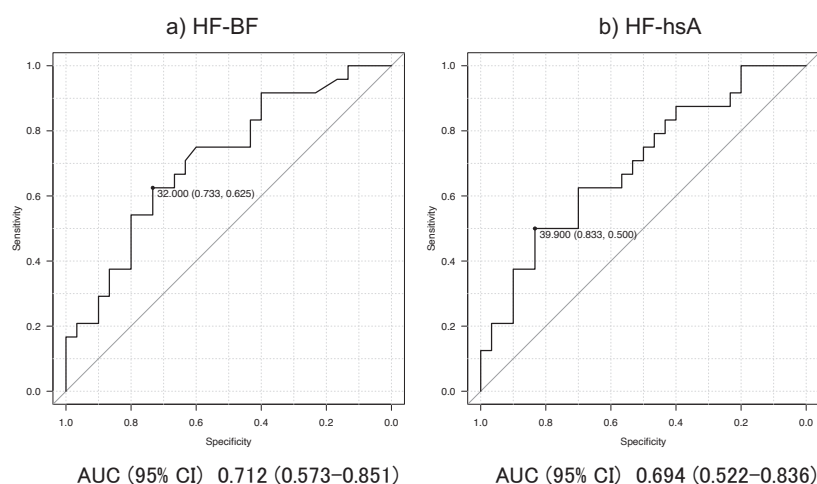 a) HF-BF
1.0
0.8
0.6
0.4
0.2
0.0
Sensitivity
32.000 (0.733, 0.625)
1.0 0.8 0.6 0.4 0.2 0.0
Specificity
AUC (95% CI) 0.712 (0.573−0.851)
b) HF-hsA
1.0
0.8
0.6
0.4
0.2
0.0
Sensitivity
39.900 (0.833, 0.500)
1.0 0.8 0.6 0.4 0.2 0.0
Specificity
AUC (95% CI) 0.694 (0.522−0.836)